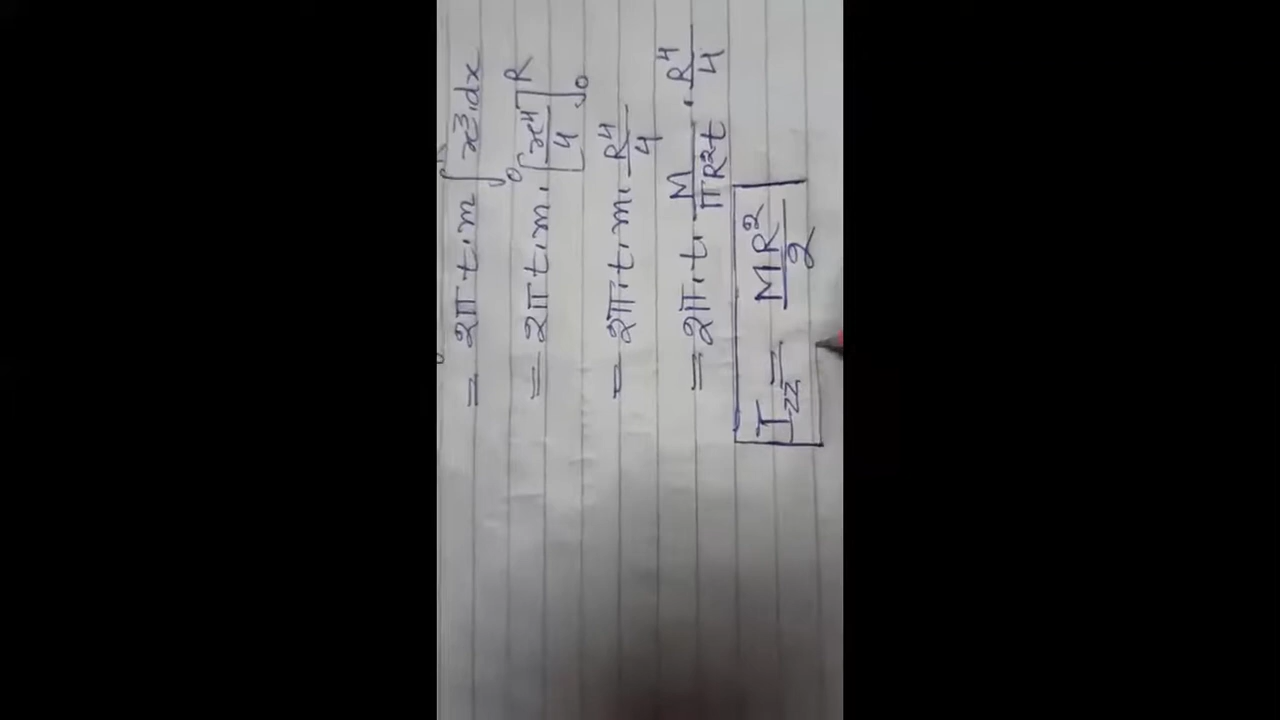 = 2π t.m ∫₀ᴿ x³.dx
= 2π t.m. [x⁴/4]₀ᴿ
= 2π.t.m. R⁴/4
= 2π.t. M/πR²t . R⁴/4
I_zz = MR²/2